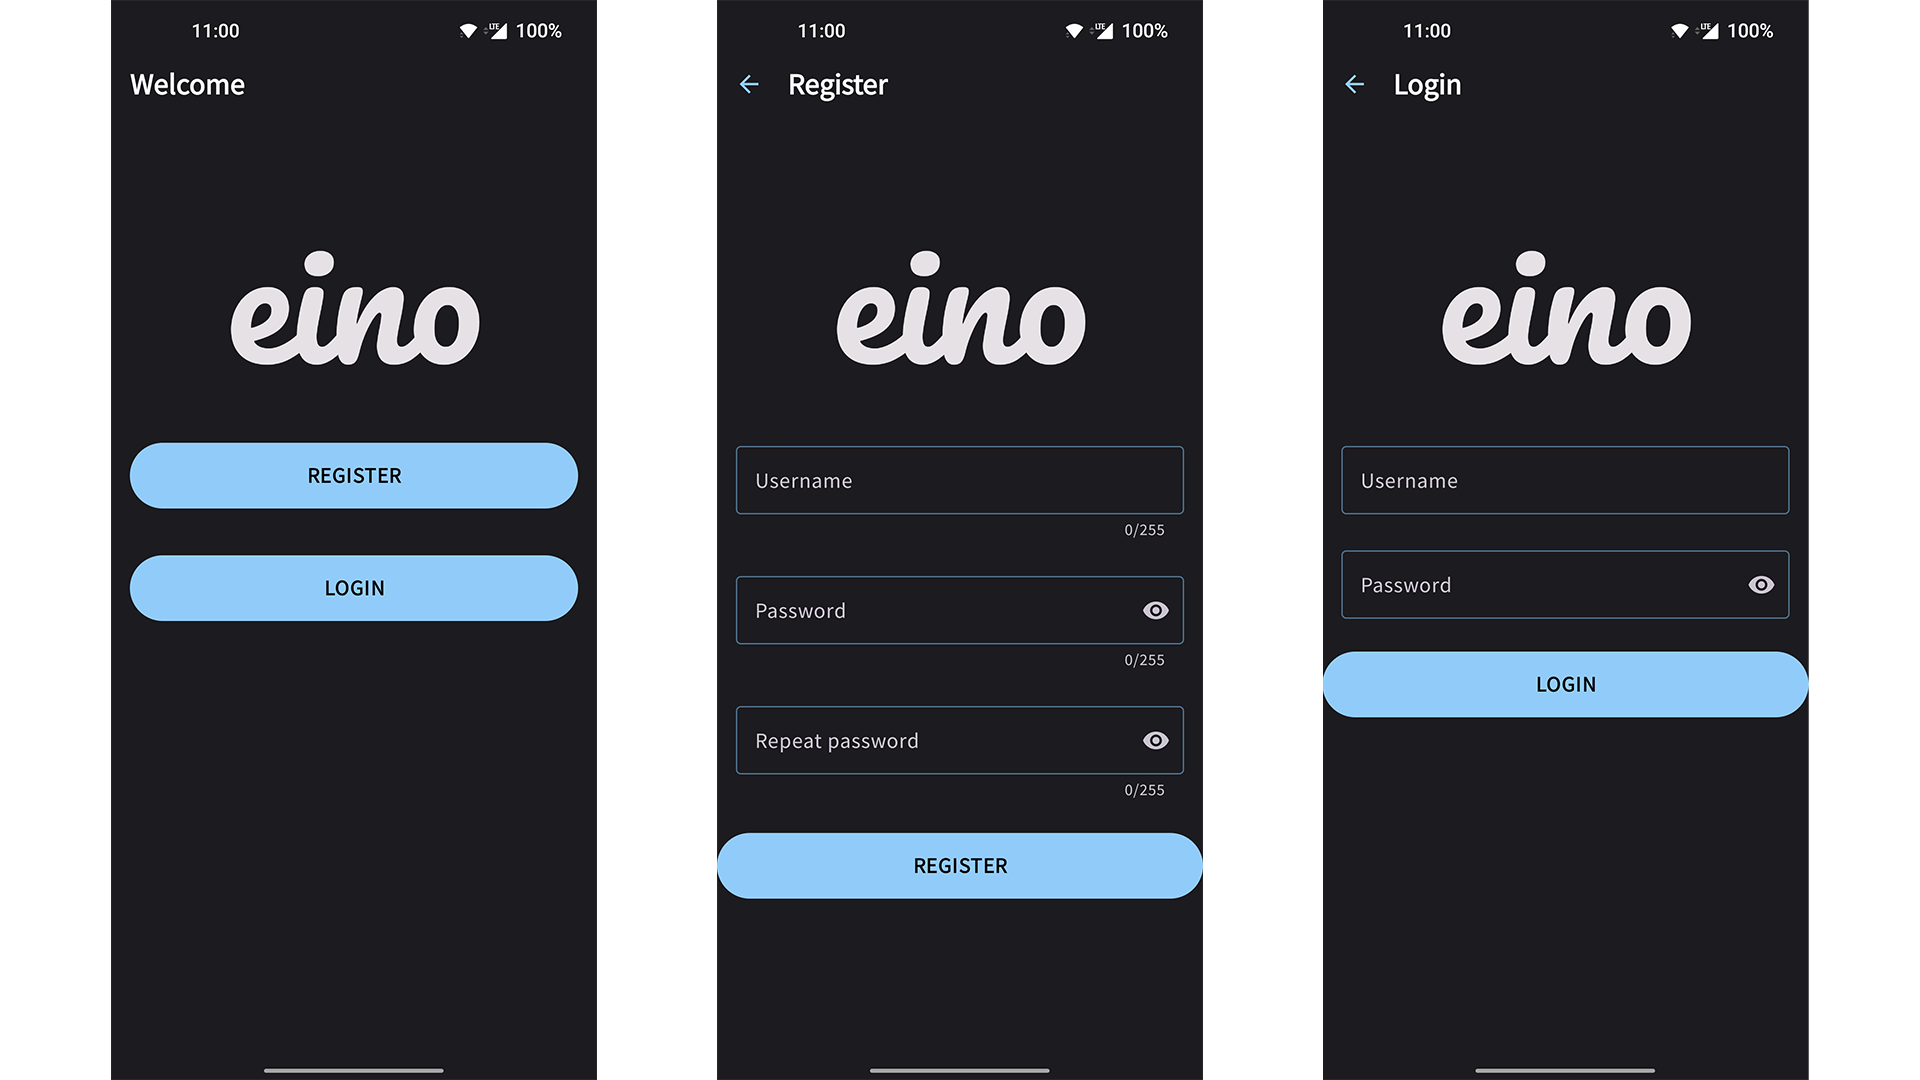 11:00 LTE 100%
Welcome
eino
REGISTER
LOGIN
11:00 LTE 100%
Register
eino
Username
0/255
Password
0/255
Repeat password
0/255
REGISTER
11:00 LTE 100%
Login
eino
Username
Password
LOGIN